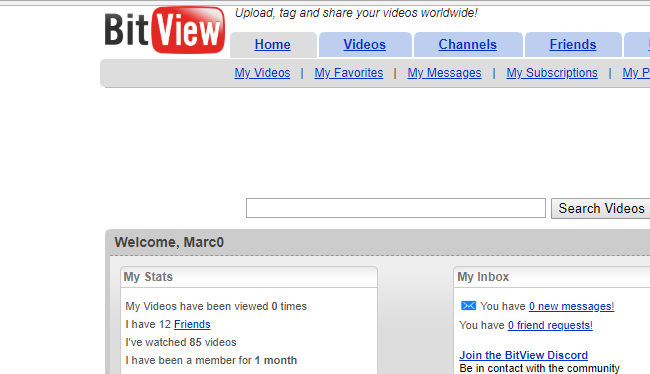 BitView
Upload, tag and share your videos worldwide!
Home Videos Channels Friends
My Videos | My Favorites | My Messages | My Subscriptions | My P
Search Videos
Welcome, Marc0
My Stats
My Videos have been viewed 0 times
I have 12 Friends
I've watched 85 videos
I have been a member for 1 month
My Inbox
You have 0 new messages!
You have 0 friend requests!
Join the BitView Discord
Be in contact with the community